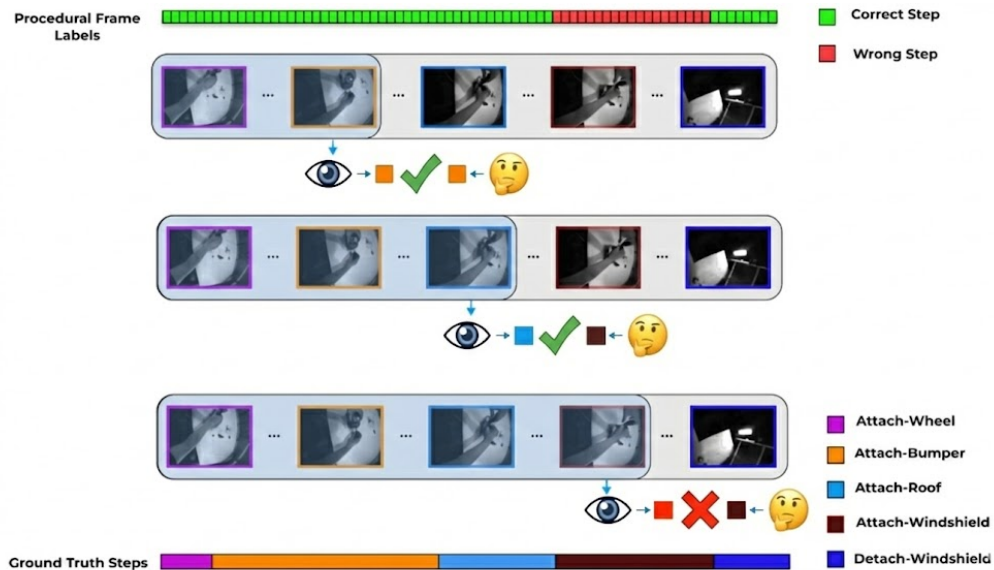 Procedural Frame
Labels
Correct Step
Wrong Step
...
...
...
...
...
...
...
...
...
...
...
...
Attach-Wheel
Attach-Bumper
Attach-Roof
Attach-Windshield
Detach-Windshield
Ground Truth Steps